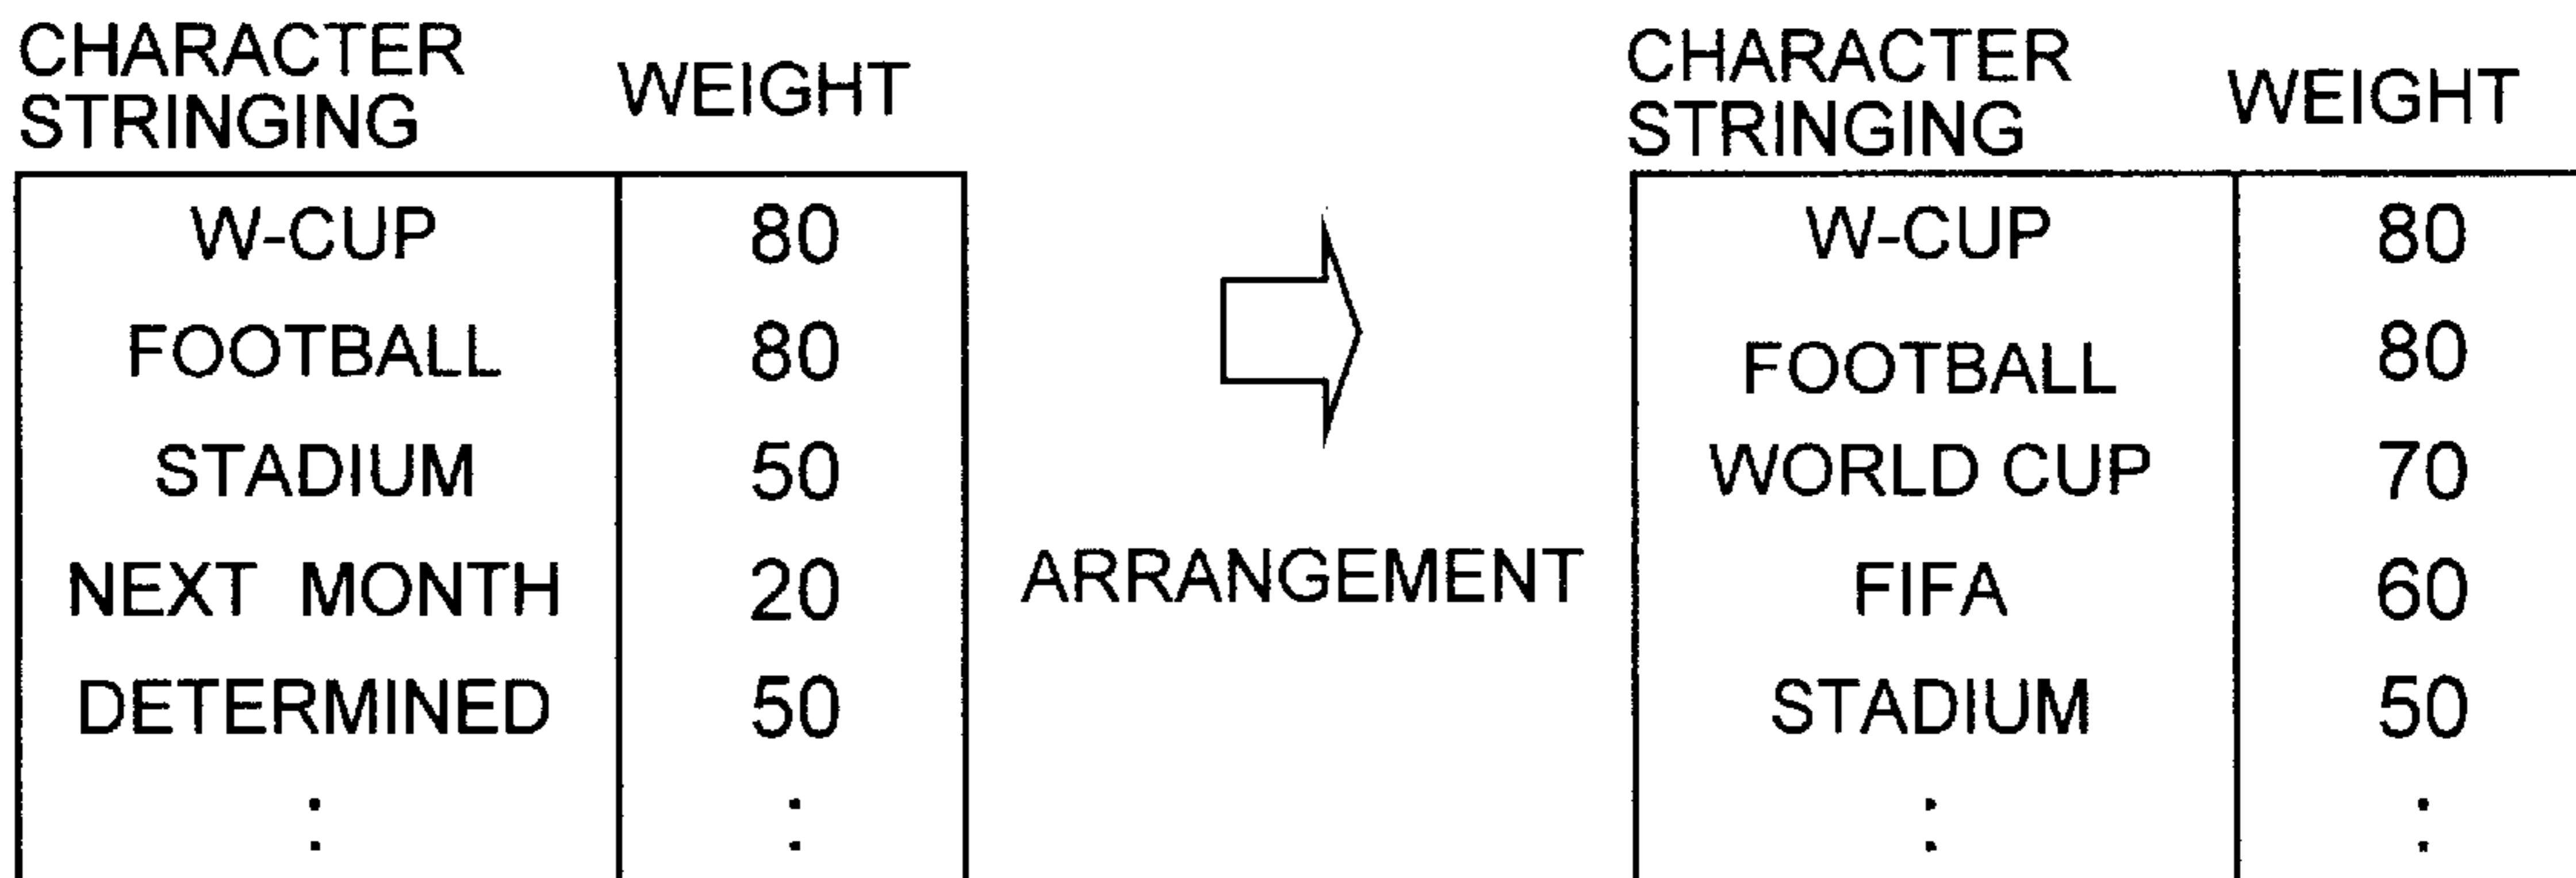 CHARACTER
STRINGING WEIGHT
W-CUP 80
FOOTBALL 80
STADIUM 50
NEXT MONTH 20
DETERMINED 50
: :
ARRANGEMENT
CHARACTER
STRINGING WEIGHT
W-CUP 80
FOOTBALL 80
WORLD CUP 70
FIFA 60
STADIUM 50
: :